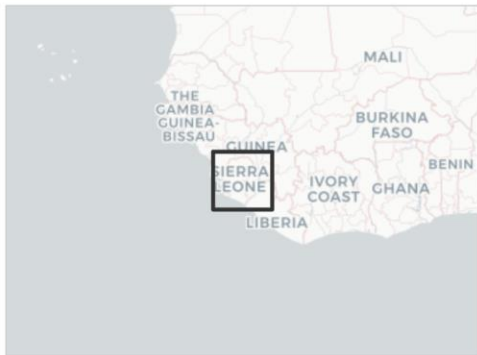 MALI
THE
GAMBIA
GUINEA-
BISSAU
BURKINA
FASO
GUINEA
BENIN
SIERRA
LEONE
IVORY
COAST
GHANA
LIBERIA